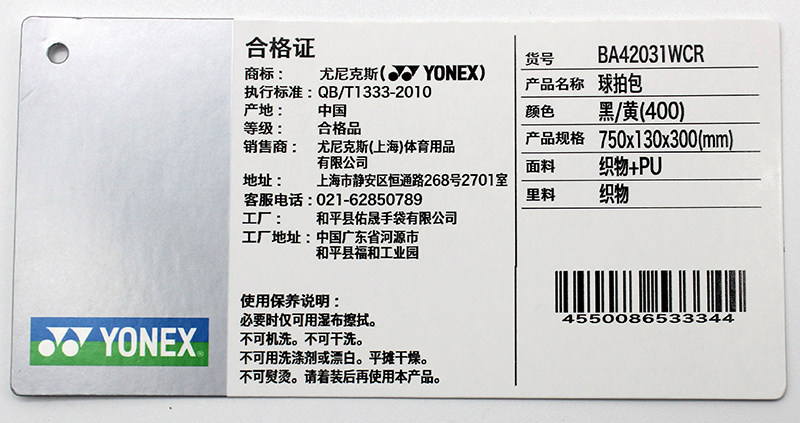 合格证
商标： 尤尼克斯(YONEX)
执行标准：QB/T1333-2010
产地： 中国
等级： 合格品
销售商： 尤尼克斯(上海)体育用品
有限公司
地址： 上海市静安区恒通路268号2701室
客服电话：021-62850789
工厂： 和平县佑晟手袋有限公司
工厂地址：中国广东省河源市
和平县福和工业园
使用保养说明：
必要时仅可用湿布擦拭。
不可机洗。不可干洗。
不可用洗涤剂或漂白。平摊干燥。
不可熨烫。请着装后再使用本产品。
货号 BA42031WCR
产品名称 球拍包
颜色 黑/黄(400)
产品规格 750x130x300(mm)
面料 织物+PU
里料 织物
4550086533344
YONEX®